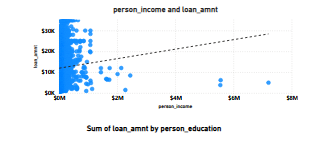 person_income and loan_amnt
$30K
$20K
$10K
$0K
loan_amnt
$0M
$2M
$4M
$6M
$8M
person_income
Sum of loan_amnt by person_education